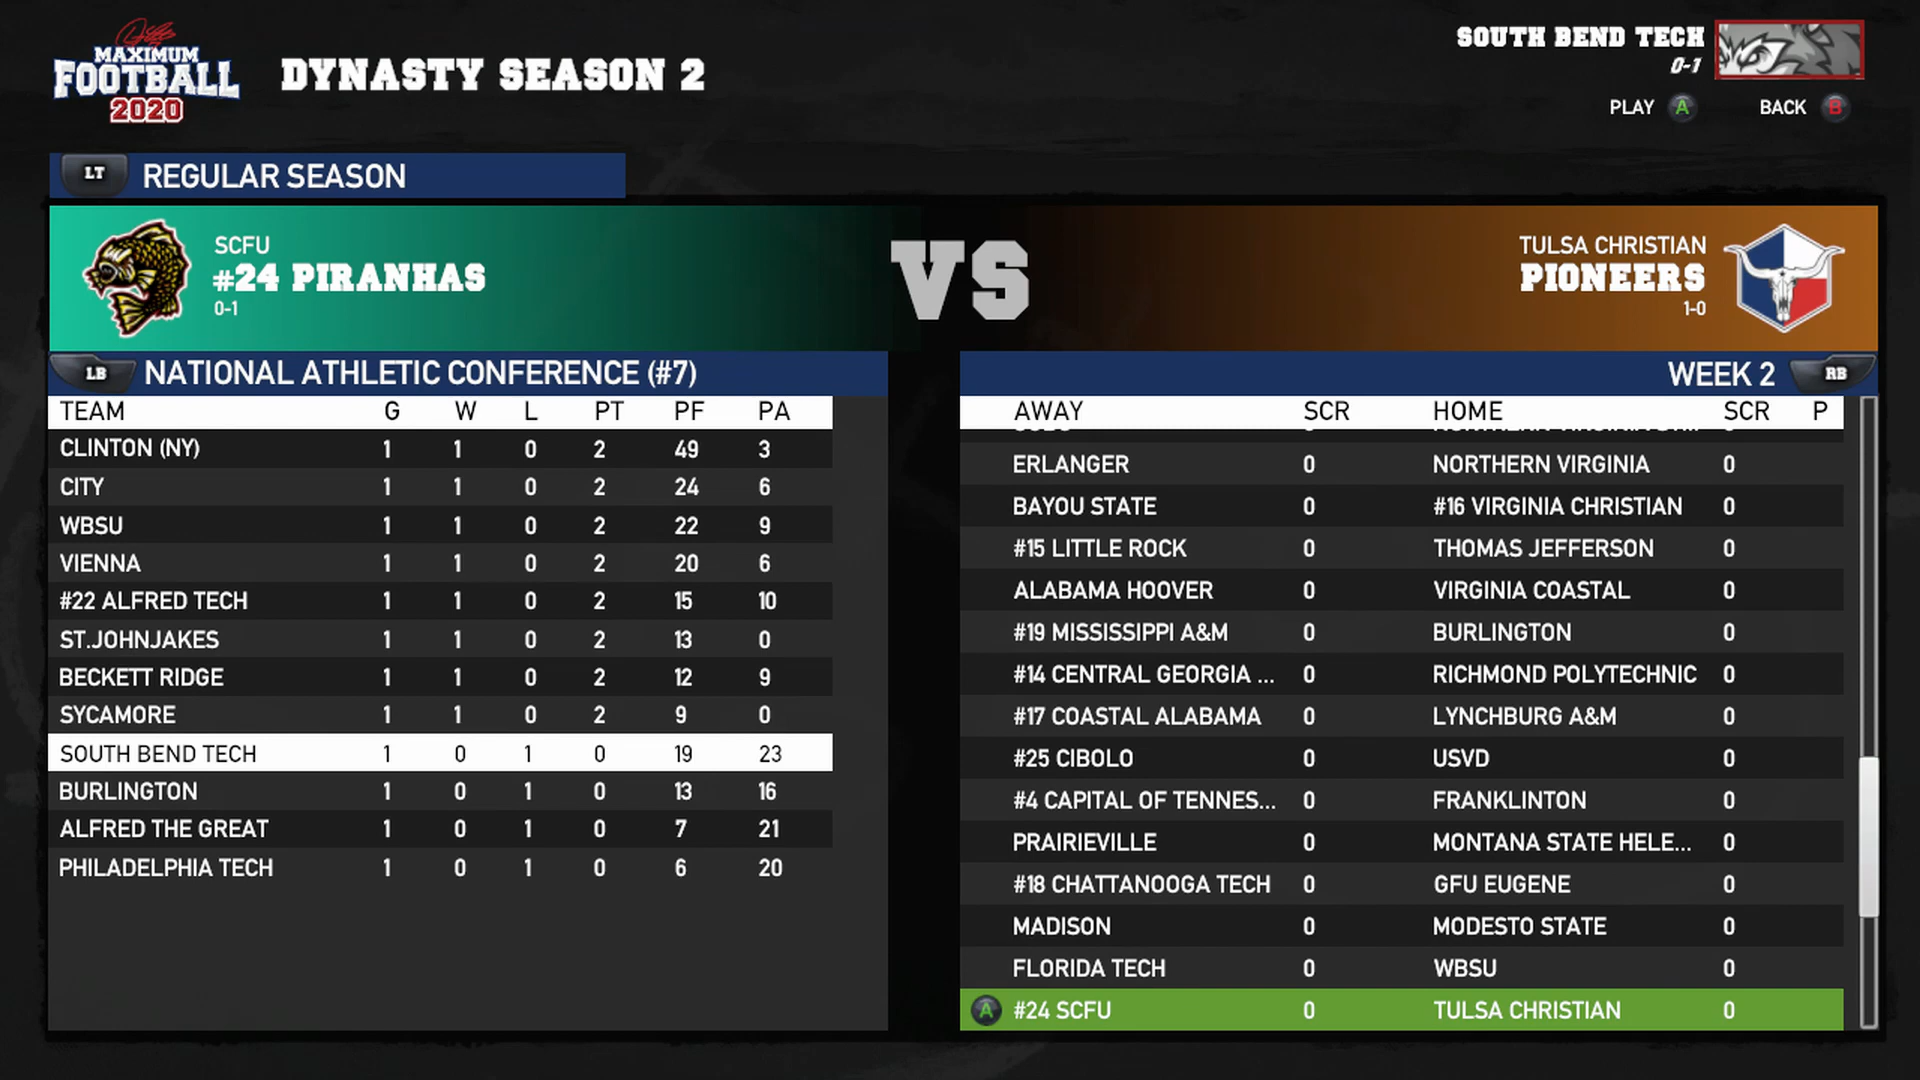 MAXIMUM
FOOTBALL
2020
DYNASTY SEASON 2
SOUTH BEND TECH
0-1
PLAY A BACK B
LT REGULAR SEASON
SCFU
#24 PIRANHAS
0-1
VS
TULSA CHRISTIAN
PIONEERS
1-0
LB NATIONAL ATHLETIC CONFERENCE (#7)
TEAM G W L PT PF PA
CLINTON (NY) 1 1 0 2 49 3
CITY 1 1 0 2 24 6
WBSU 1 1 0 2 22 9
VIENNA 1 1 0 2 20 6
#22 ALFRED TECH 1 1 0 2 15 10
ST.JOHNJAKES 1 1 0 2 13 0
BECKETT RIDGE 1 1 0 2 12 9
SYCAMORE 1 1 0 2 9 0
SOUTH BEND TECH 1 0 1 0 19 23
BURLINGTON 1 0 1 0 13 16
ALFRED THE GREAT 1 0 1 0 7 21
PHILADELPHIA TECH 1 0 1 0 6 20
WEEK 2 RB
AWAY SCR HOME SCR P
ERLANGER 0 NORTHERN VIRGINIA 0
BAYOU STATE 0 #16 VIRGINIA CHRISTIAN 0
#15 LITTLE ROCK 0 THOMAS JEFFERSON 0
ALABAMA HOOVER 0 VIRGINIA COASTAL 0
#19 MISSISSIPPI A&M 0 BURLINGTON 0
#14 CENTRAL GEORGIA ... 0 RICHMOND POLYTECHNIC 0
#17 COASTAL ALABAMA 0 LYNCHBURG A&M 0
#25 CIBOLO 0 USVD 0
#4 CAPITAL OF TENNES... 0 FRANKLINTON 0
PRAIRIEVILLE 0 MONTANA STATE HELE... 0
#18 CHATTANOOGA TECH 0 GFU EUGENE 0
MADISON 0 MODESTO STATE 0
FLORIDA TECH 0 WBSU 0
A #24 SCFU 0 TULSA CHRISTIAN 0